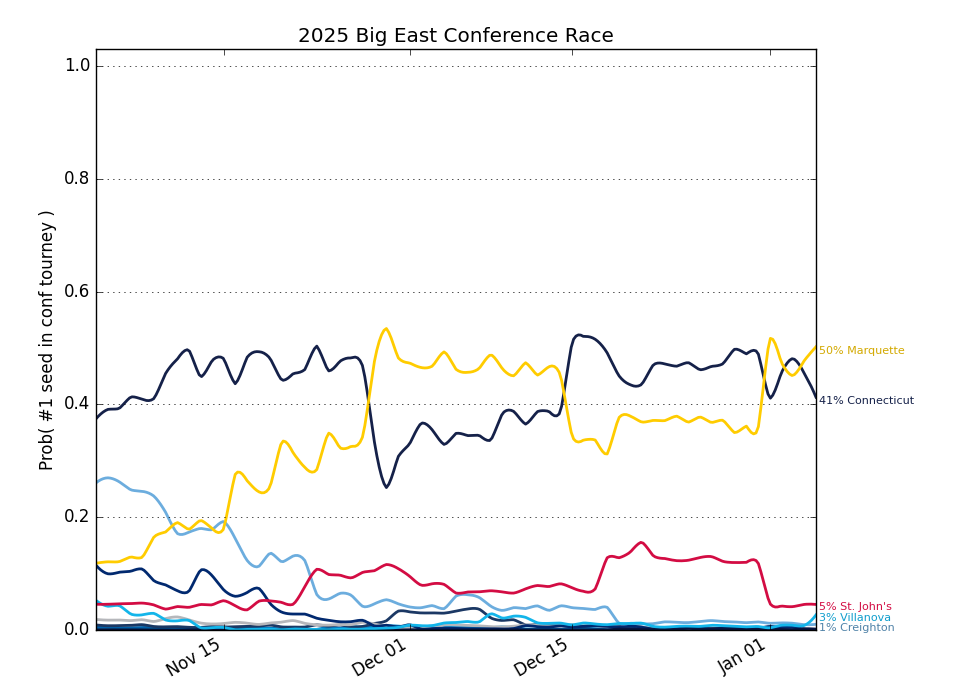 2025 Big East Conference Race
Prob( #1 seed in conf tourney )
1.0
0.8
0.6
0.4
0.2
0.0
50% Marquette
41% Connecticut
5% St. John's
3% Villanova
1% Creighton
Nov 15
Dec 01
Dec 15
Jan 01